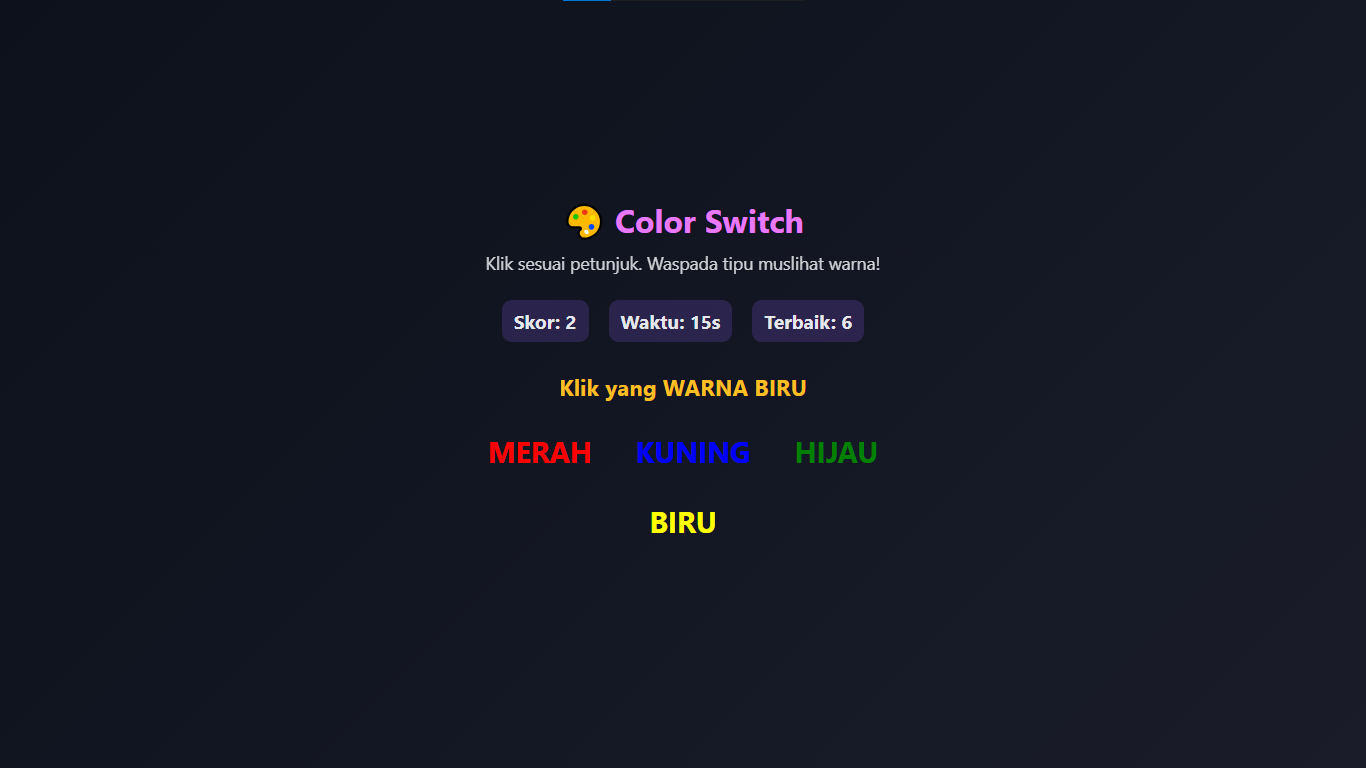 🎨 Color Switch
Klik sesuai petunjuk. Waspada tipu muslihat warna!
Skor: 2 Waktu: 15s Terbaik: 6
Klik yang WARNA BIRU
MERAH KUNING HIJAU
BIRU